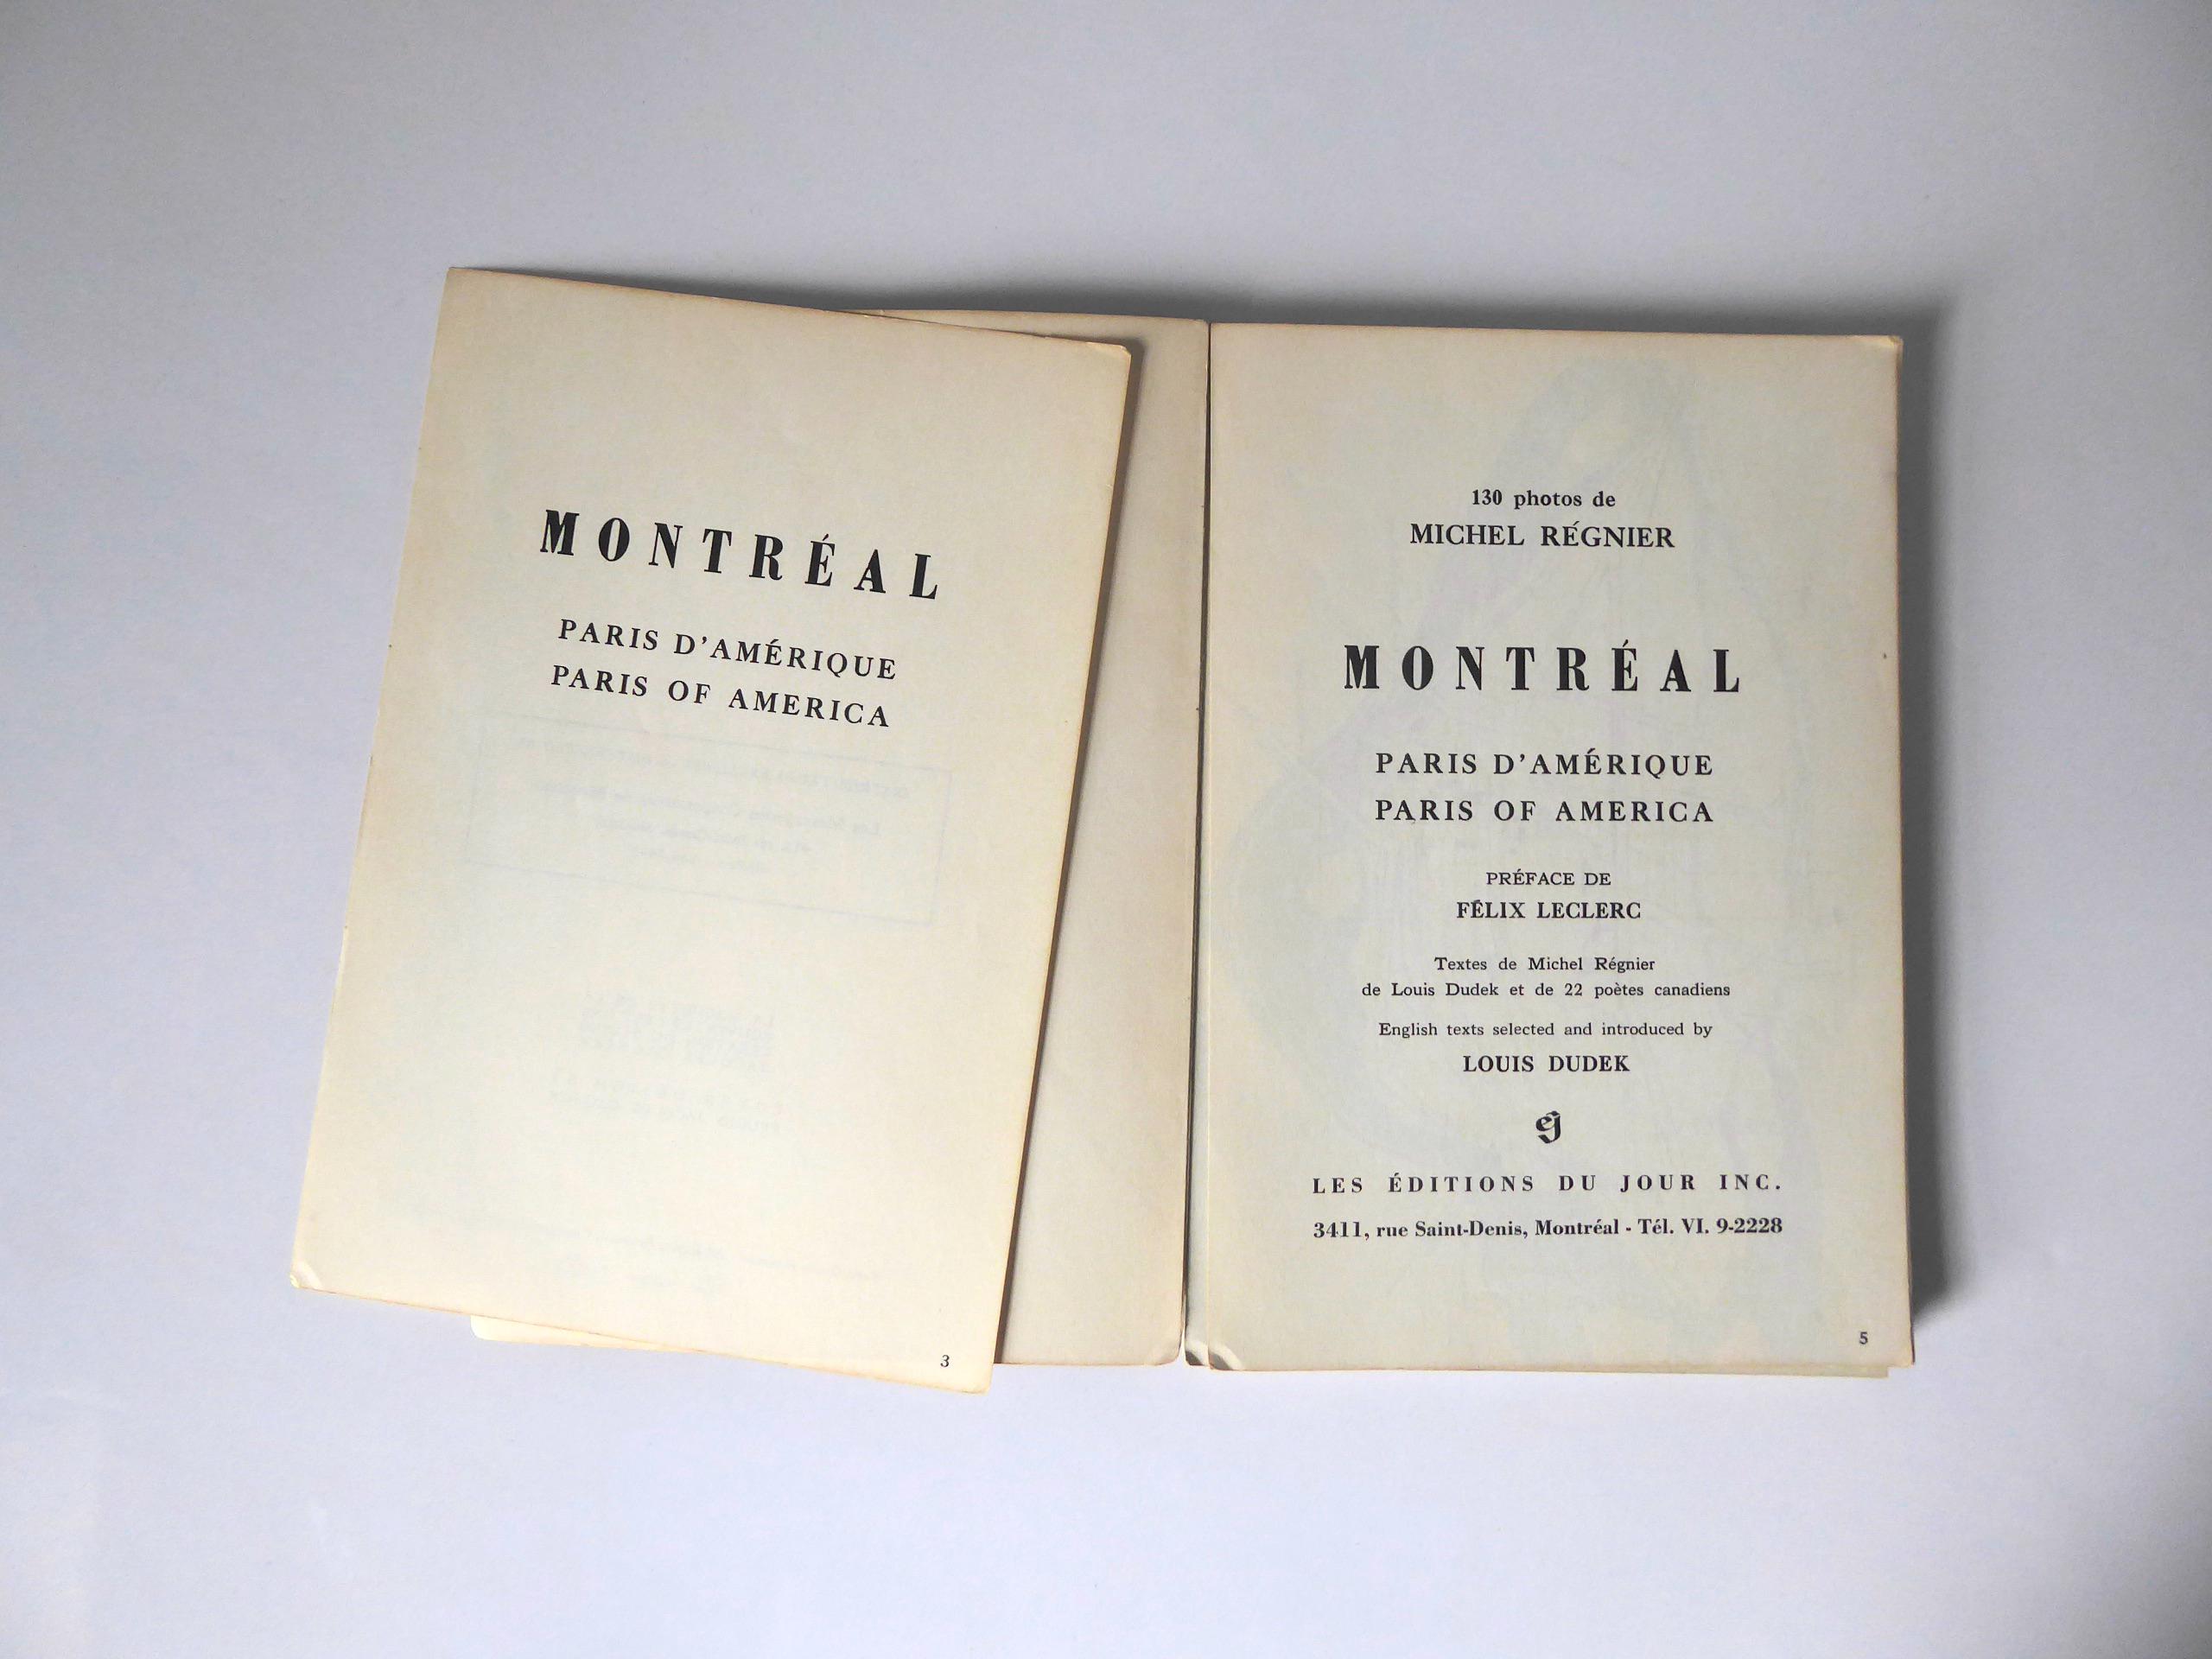 MONTRÉAL
PARIS D'AMÉRIQUE
PARIS OF AMERICA
3
130 photos de
MICHEL RÉGNIER
MONTRÉAL
PARIS D'AMÉRIQUE
PARIS OF AMERICA
PRÉFACE DE
FÉLIX LECLERC
Textes de Michel Régnier
de Louis Dudek et de 22 poètes canadiens
English texts selected and introduced by
LOUIS DUDEK
ej
LES ÉDITIONS DU JOUR INC.
3411, rue Saint-Denis, Montréal - Tél. VI. 9-2228
5